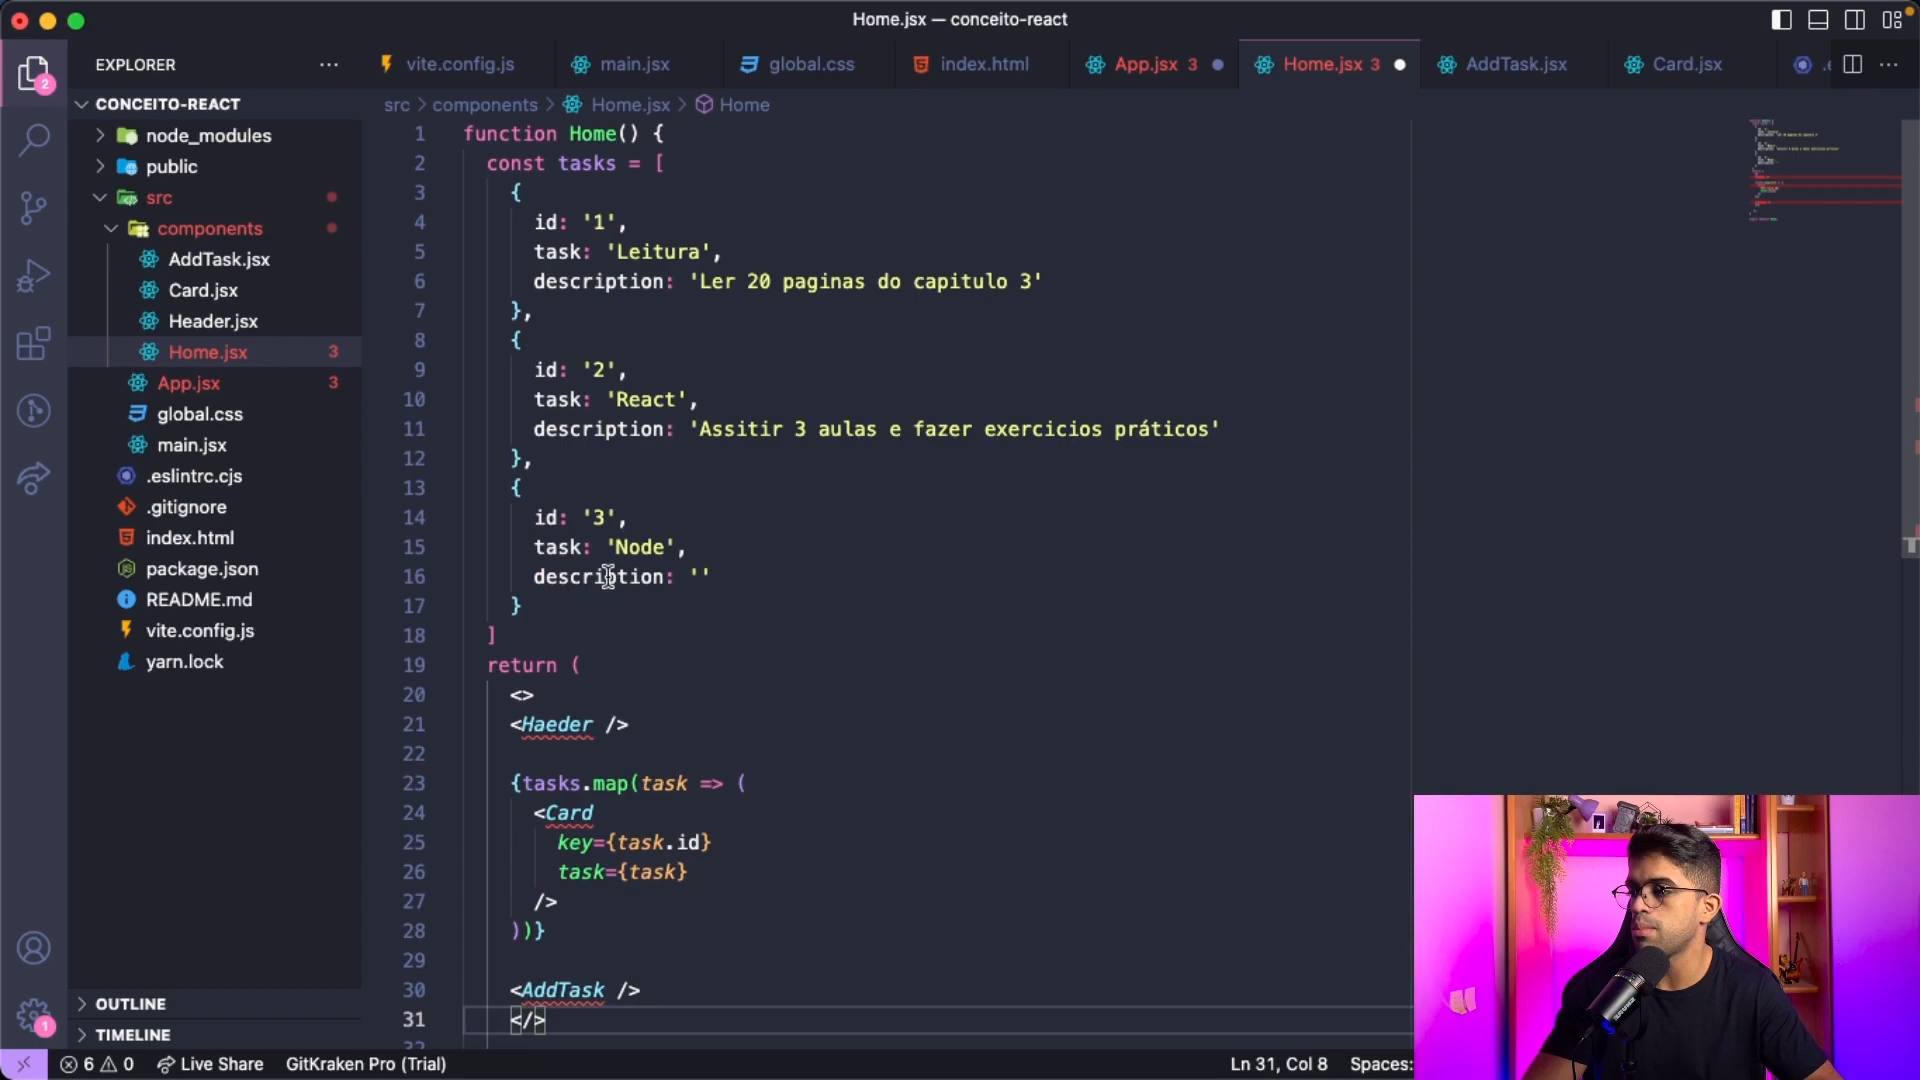 Home.jsx — conceito-react
EXPLORER
vite.config.js
main.jsx
global.css
index.html
App.jsx 3
Home.jsx 3
AddTask.jsx
Card.jsx
2
CONCEITO-REACT
node_modules
public
src
components
AddTask.jsx
Card.jsx
Header.jsx
Home.jsx 3
App.jsx 3
global.css
main.jsx
.eslintrc.cjs
.gitignore
index.html
package.json
README.md
vite.config.js
yarn.lock
OUTLINE
TIMELINE
1
src > components > Home.jsx > Home
1 function Home() {
2 const tasks = [
3 {
4 id: '1',
5 task: 'Leitura',
6 description: 'Ler 20 paginas do capitulo 3'
7 },
8 {
9 id: '2',
10 task: 'React',
11 description: 'Assitir 3 aulas e fazer exercicios práticos'
12 },
13 {
14 id: '3',
15 task: 'Node',
16 description: ''
17 }
18 ]
19 return (
20 <>
21 <Haeder />
22
23 {tasks.map(task => (
24 <Card
25 key={task.id}
26 task={task}
27 />
28 ))}
29
30 <AddTask />
31 </>
32
6 0 Live Share GitKraken Pro (Trial) Ln 31, Col 8 Spaces: